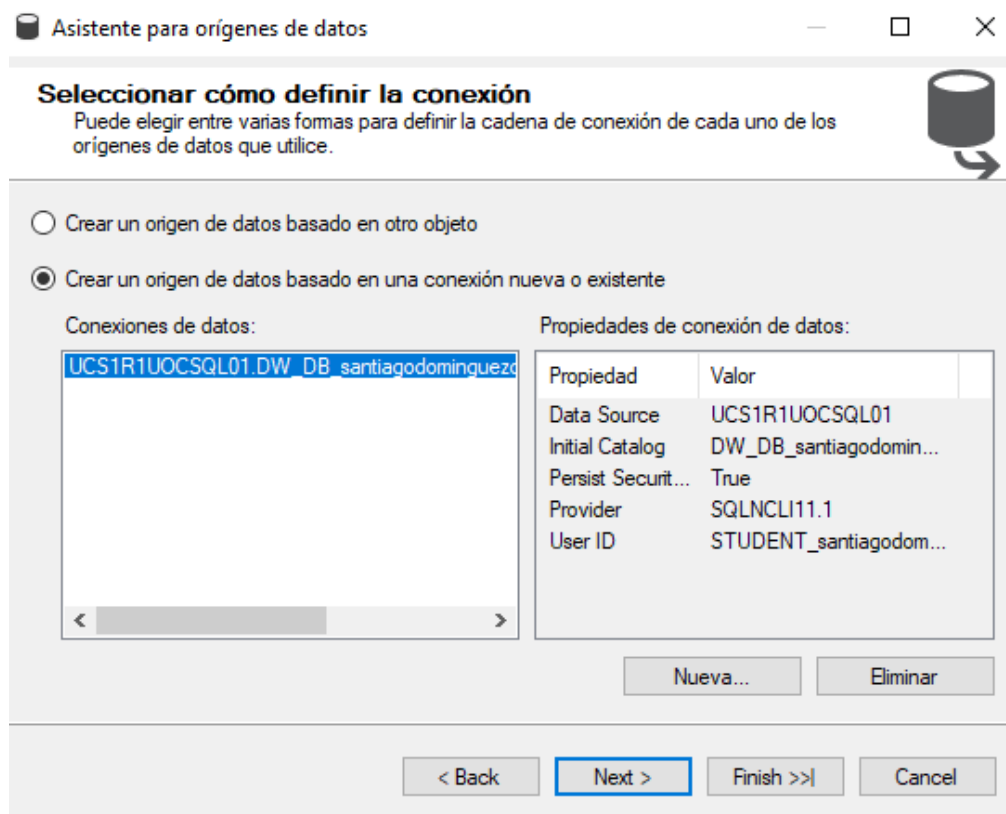 Asistente para orígenes de datos
Seleccionar cómo definir la conexión
Puede elegir entre varias formas para definir la cadena de conexión de cada uno de los
orígenes de datos que utilice.
Crear un origen de datos basado en otro objeto
Crear un origen de datos basado en una conexión nueva o existente
Conexiones de datos:
UCS1R1UOCSQL01.DW_DB_santiagodominguezc
Propiedades de conexión de datos:
Propiedad Valor
Data Source UCS1R1UOCSQL01
Initial Catalog DW_DB_santiagodomin...
Persist Securit... True
Provider SQLNCLI11.1
User ID STUDENT_santiagodom...
Nueva... Eliminar
< Back Next > Finish >>| Cancel